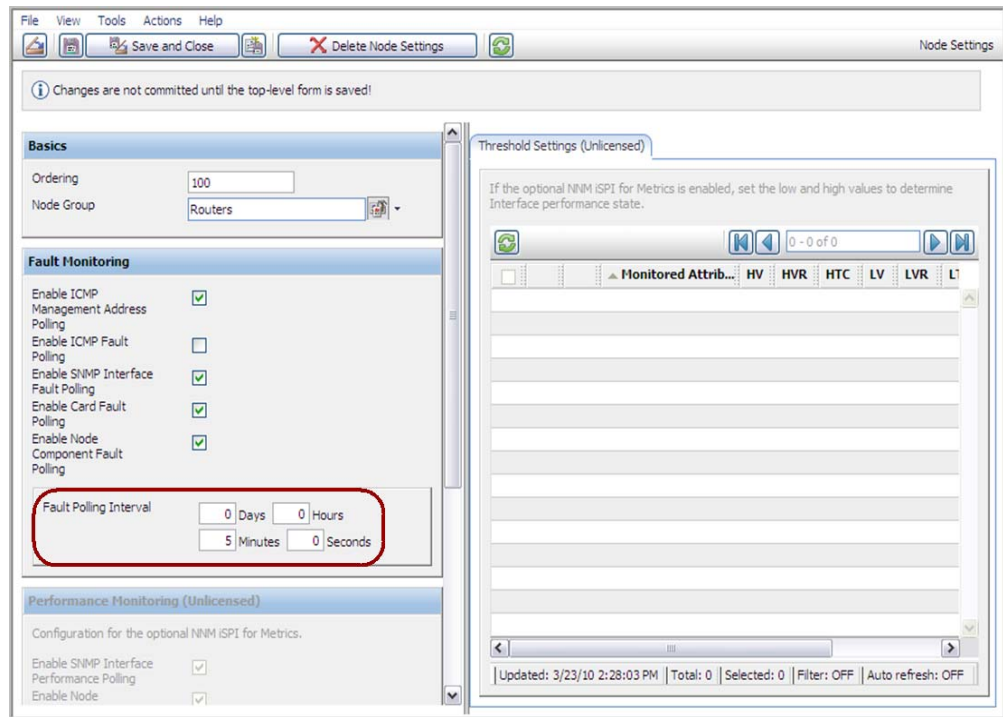 File View Tools Actions Help
Save and Close
Delete Node Settings
Node Settings
Changes are not committed until the top-level form is saved!
Basics
Ordering
100
Node Group
Routers
Fault Monitoring
Enable ICMP
Management Address
Polling
Enable ICMP Fault
Polling
Enable SNMP Interface
Fault Polling
Enable Card Fault
Polling
Enable Node
Component Fault
Polling
Fault Polling Interval
0 Days 0 Hours
5 Minutes 0 Seconds
Performance Monitoring (Unlicensed)
Configuration for the optional NNM iSPI for Metrics.
Enable SNMP Interface
Performance Polling
Enable Node
Threshold Settings (Unlicensed)
If the optional NNM iSPI for Metrics is enabled, set the low and high values to determine
Interface performance state.
0 - 0 of 0
Monitored Attrib... HV HVR HTC LV LVR
Updated: 3/23/10 2:28:03 PM Total: 0 Selected: 0 Filter: OFF Auto refresh: OFF